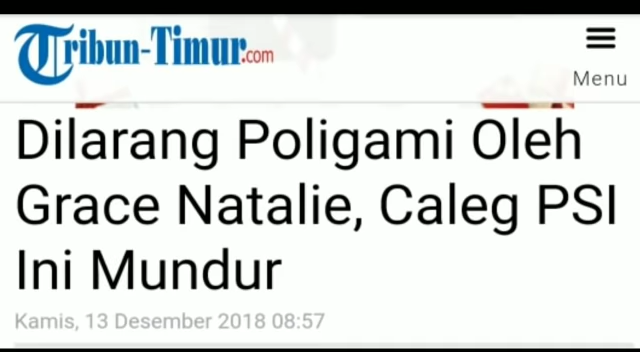 Tribun-Timur.com
Menu
Dilarang Poligami Oleh
Grace Natalie, Caleg PSI
Ini Mundur
Kamis, 13 Desember 2018 08:57